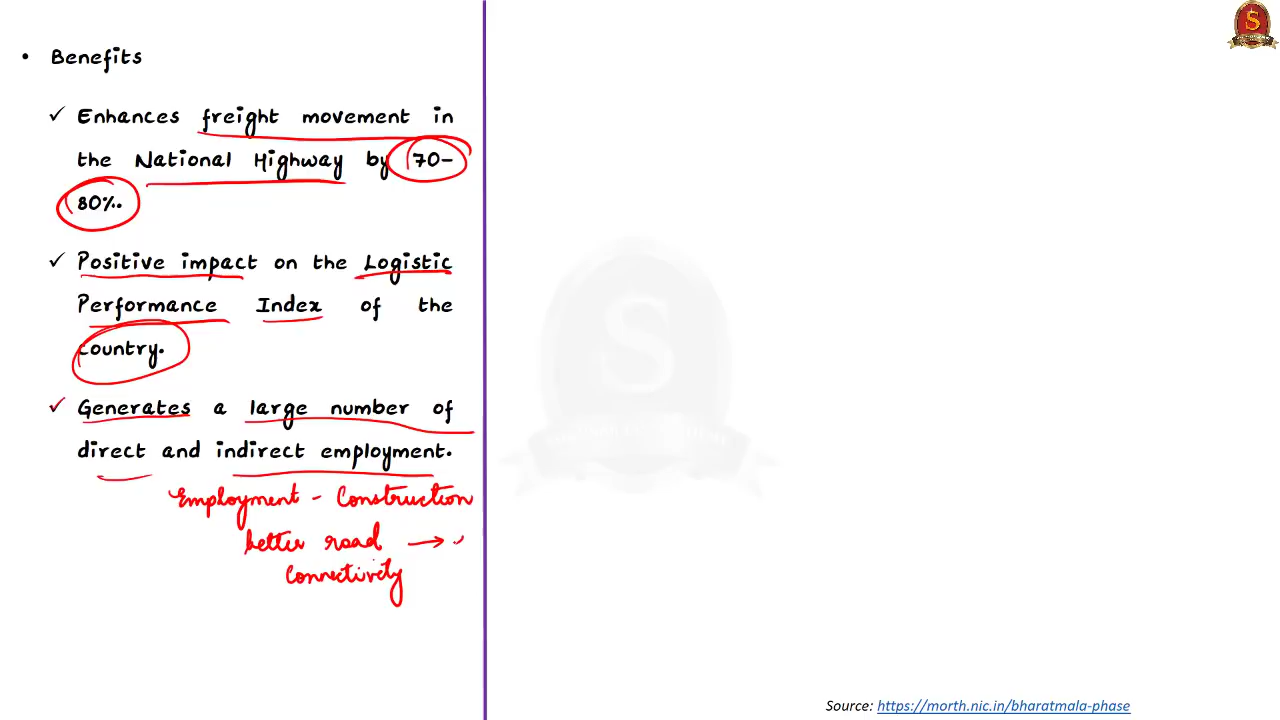 • Benefits
✓ Enhances freight movement in
the National Highway by 70-
80%.
✓ Positive impact on the Logistic
Performance Index of the
country.
✓ Generates a large number of
direct and indirect employment.
Employment - Construction
better road →
Connectivity
S
S
Source: https://morth.nic.in/bharatmala-phase